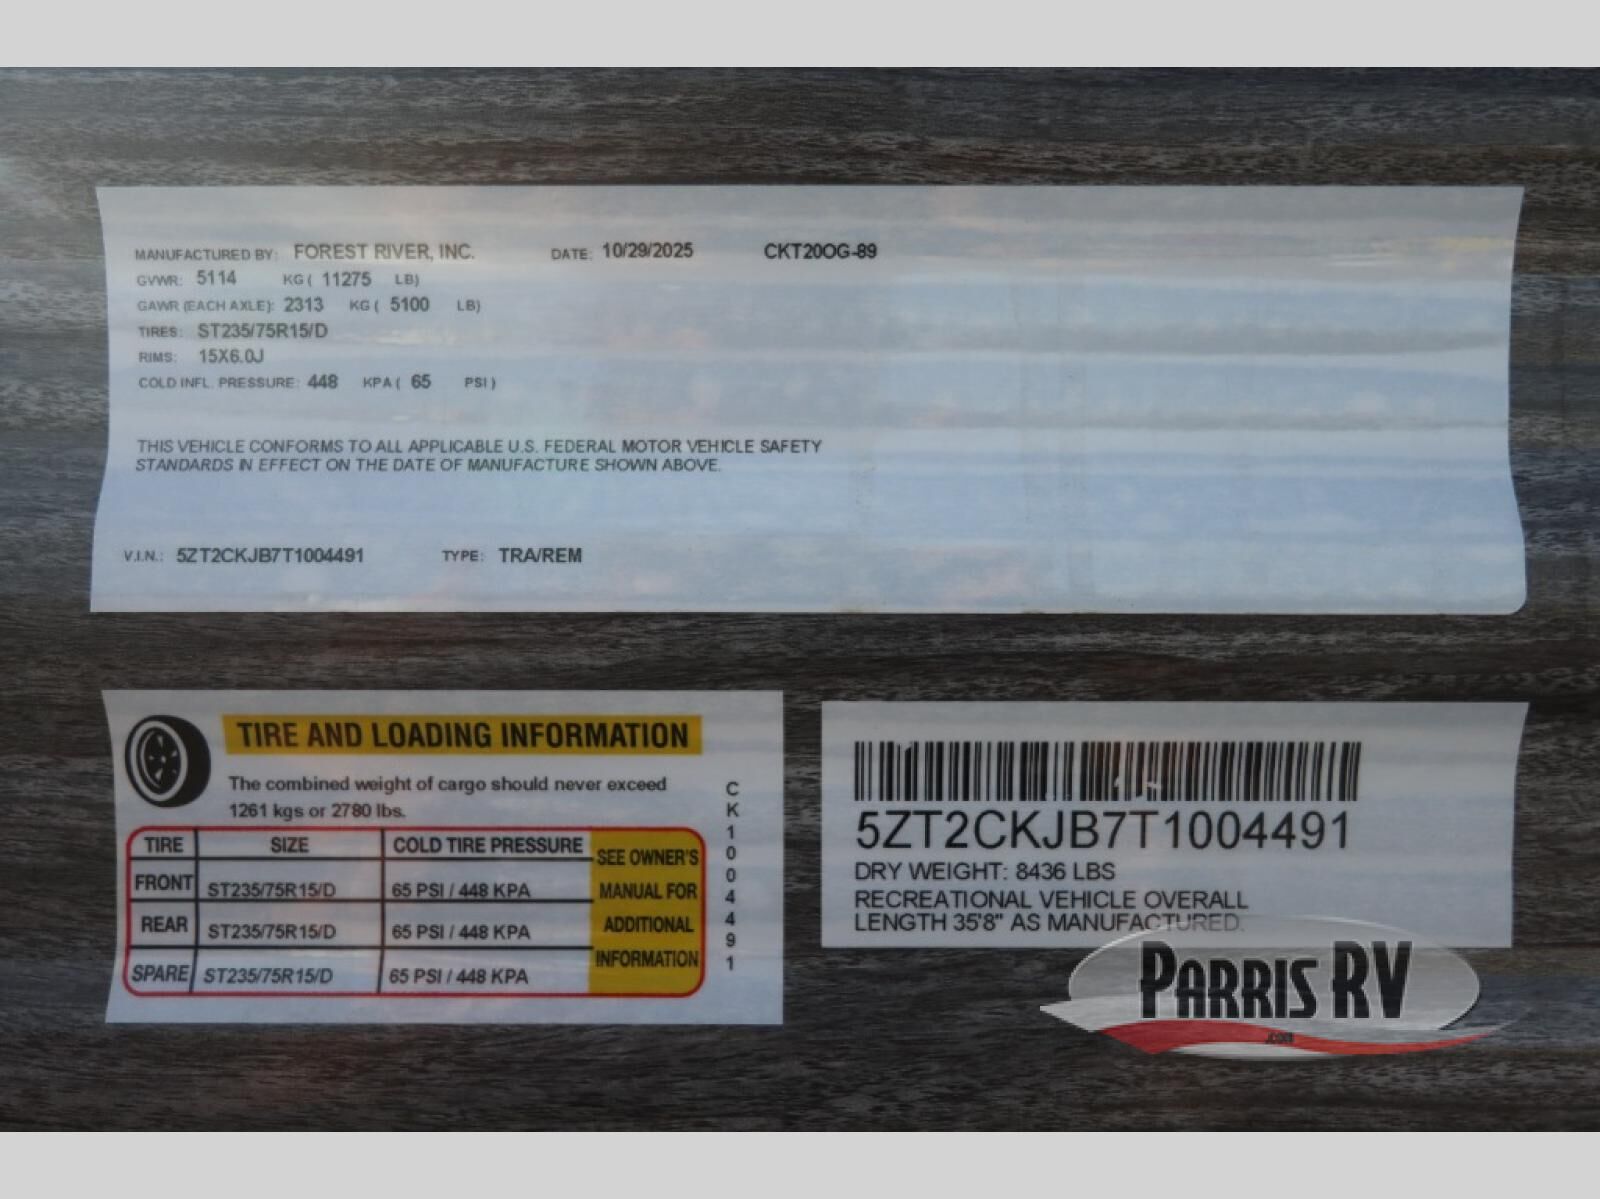 MANUFACTURED BY: FOREST RIVER, INC. DATE: 10/29/2025 CKT20OG-89
GVWR: 5114 KG ( 11275 LB)
GAWR (EACH AXLE): 2313 KG ( 5100 LB)
TIRES: ST235/75R15/D
RIMS: 15X6.0J
COLD INFL. PRESSURE: 448 KPA ( 65 PSI )
THIS VEHICLE CONFORMS TO ALL APPLICABLE U.S. FEDERAL MOTOR VEHICLE SAFETY
STANDARDS IN EFFECT ON THE DATE OF MANUFACTURE SHOWN ABOVE.
V.I.N.: 5ZT2CKJB7T1004491 TYPE: TRA/REM
TIRE AND LOADING INFORMATION
The combined weight of cargo should never exceed
1261 kgs or 2780 lbs.
TIRE SIZE COLD TIRE PRESSURE
FRONT ST235/75R15/D 65 PSI / 448 KPA
REAR ST235/75R15/D 65 PSI / 448 KPA
SPARE ST235/75R15/D 65 PSI / 448 KPA
SEE OWNER'S
MANUAL FOR
ADDITIONAL
INFORMATION
CK1004491
5ZT2CKJB7T1004491
DRY WEIGHT: 8436 LBS
RECREATIONAL VEHICLE OVERALL
LENGTH 35'8" AS MANUFACTURED.
PARRIS RV
.com